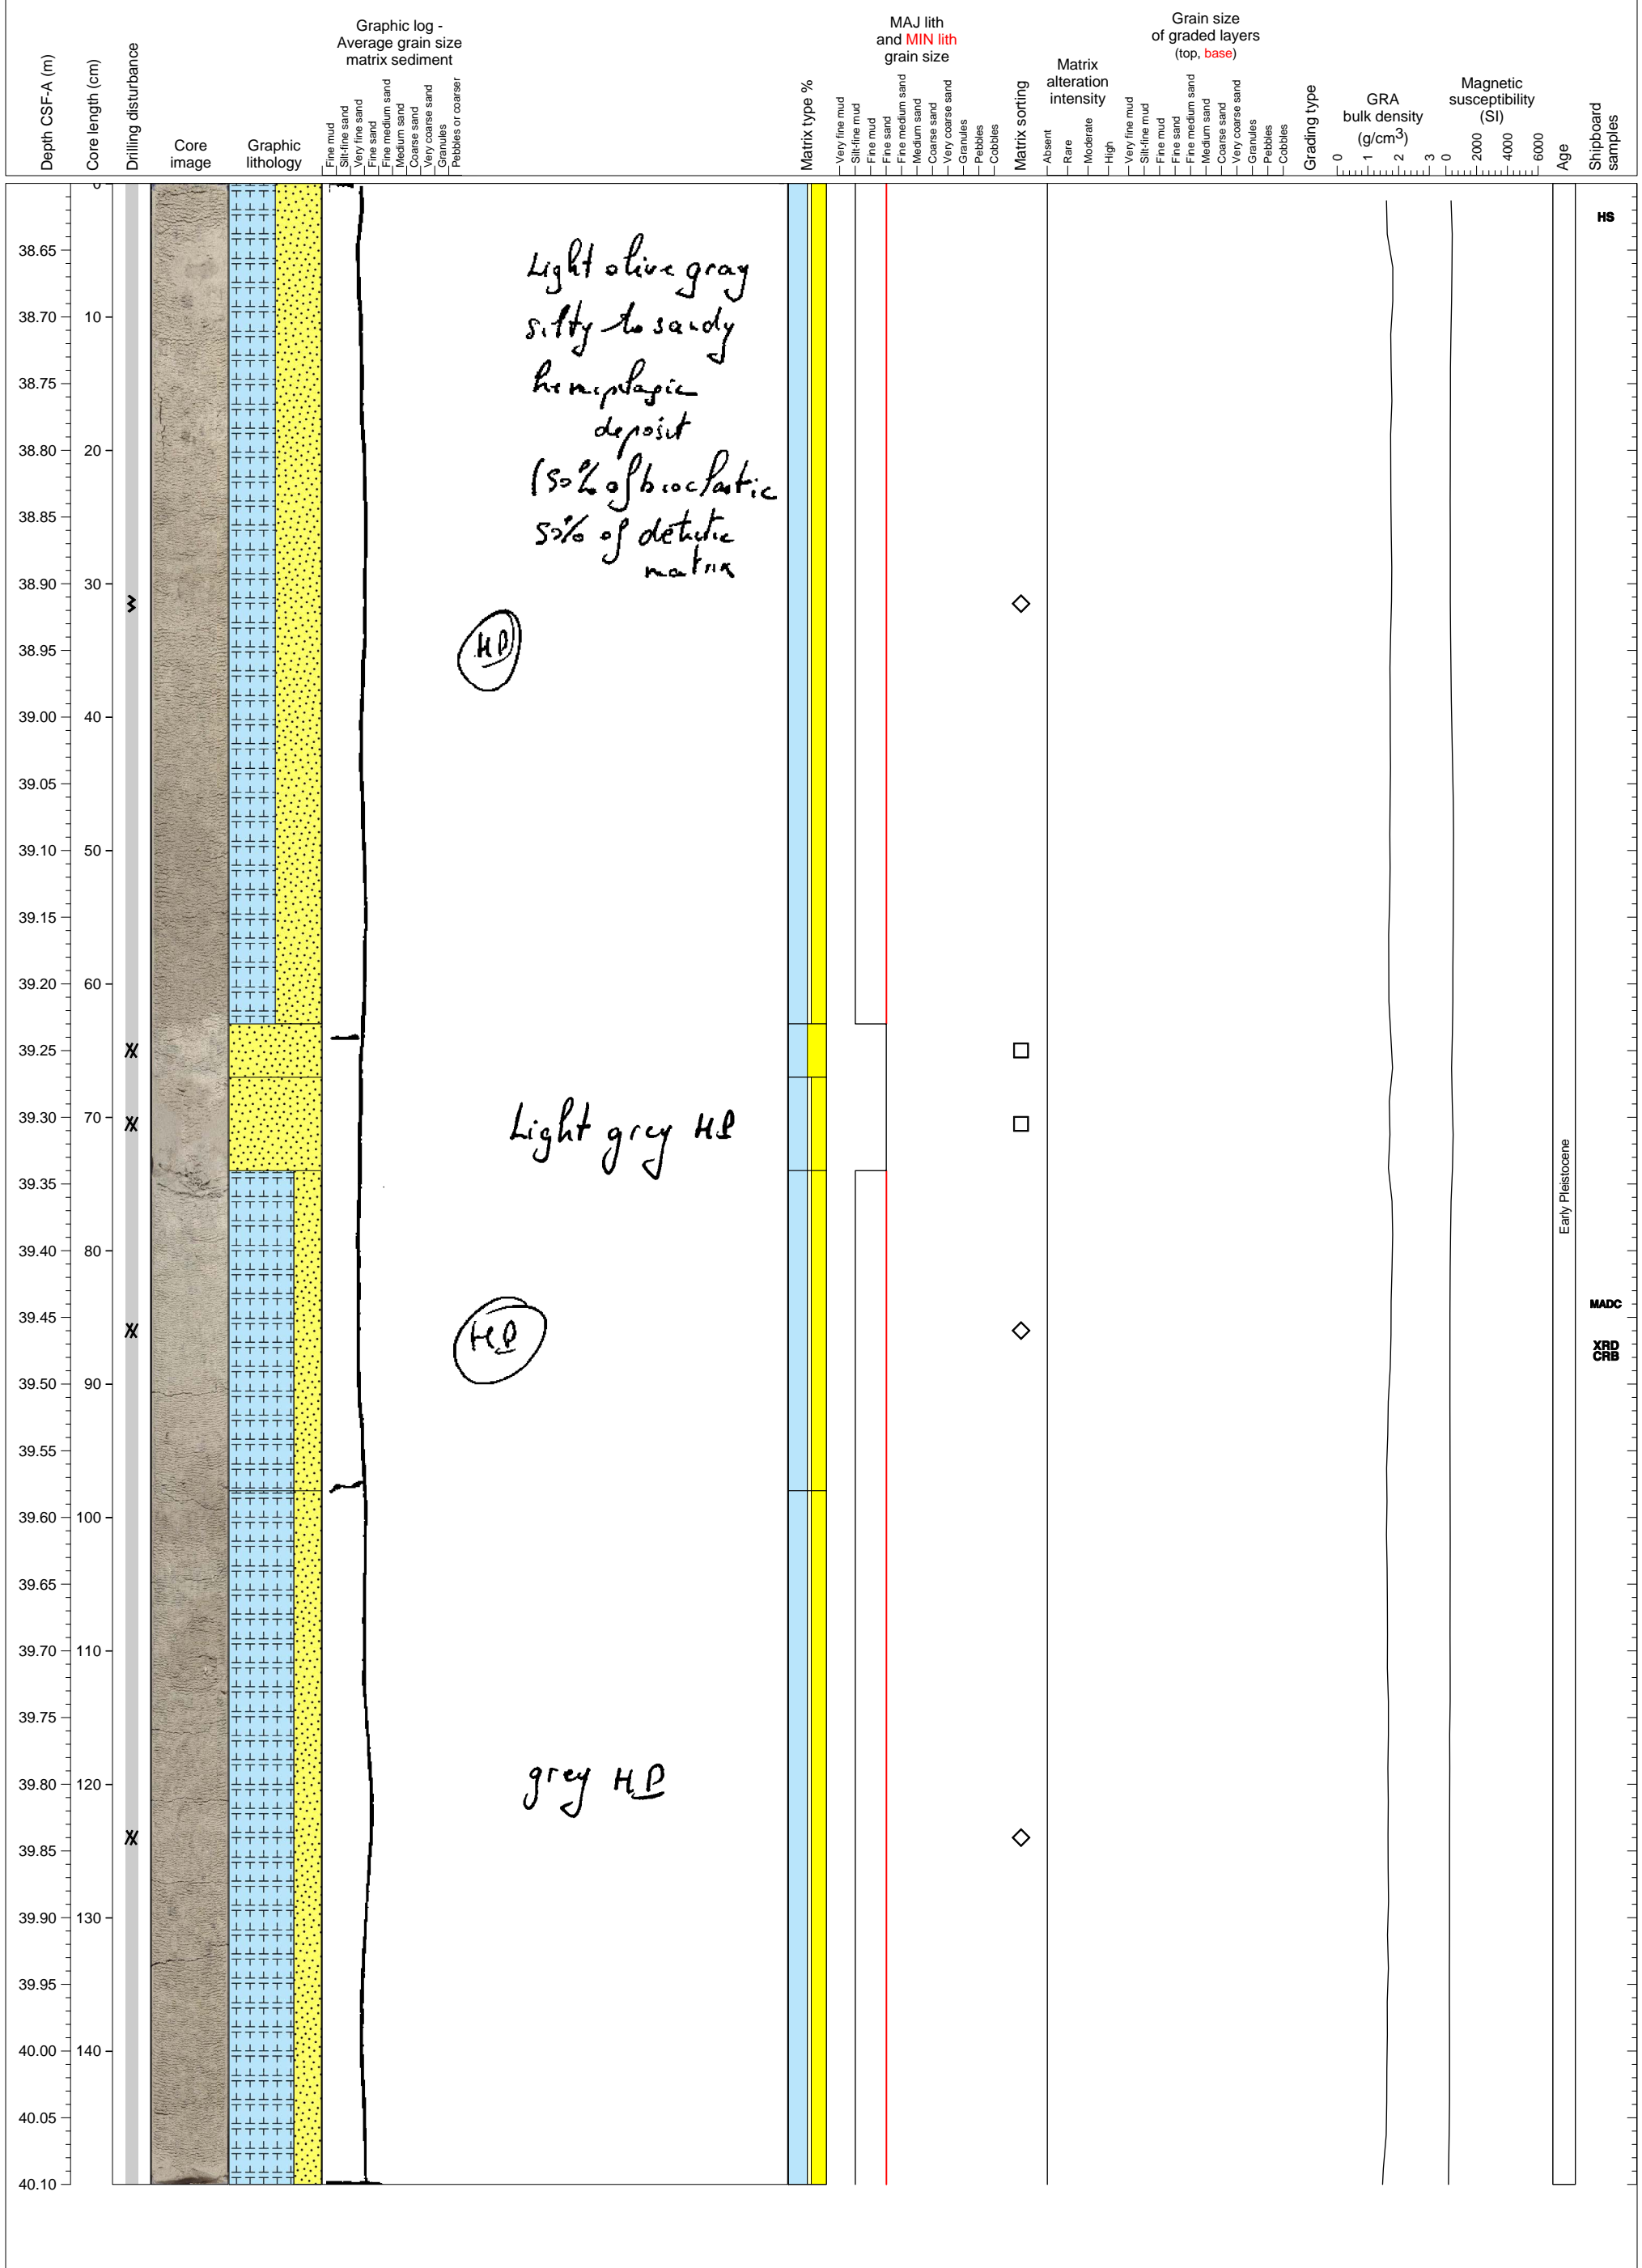 Depth CSF-A (m)
Core length (cm)
Drilling disturbance
Core
image
Graphic
lithology
Graphic log -
Average grain size
matrix sediment
Fine mud
Silt-fine sand
Very fine sand
Fine sand
Fine medium sand
Medium sand
Coarse sand
Very coarse sand
Granules
Pebbles or coarser
Matrix type %
MAJ lith
and MIN lith
grain size
Very fine mud
Silt-fine mud
Fine mud
Fine sand
Fine medium sand
Medium sand
Coarse sand
Very coarse sand
Granules
Pebbles
Cobbles
Matrix sorting
Matrix
alteration
intensity
Absent
Rare
Moderate
High
Grain size
of graded layers
(top, base)
Very fine mud
Silt-fine mud
Fine mud
Fine sand
Fine medium sand
Medium sand
Coarse sand
Very coarse sand
Granules
Pebbles
Cobbles
Grading type
GRA
bulk density
(g/cm3)
0 1 2 3
Magnetic
susceptibility
(SI)
0 2000 4000 6000
Age
Shipboard
samples
0
HS
38.65
Light olive gray
38.70 10
silty to sandy
38.75
hemiplagic
deposit
38.80 20
(50% of bioclastic
38.85
50% of detritic
matrix
38.90 30
HP
38.95
39.00 40
39.05
39.10 50
39.15
39.20 60
39.25
39.30 70
Light grey HP
39.35
Early Pleistocene
39.40 80
MADC
39.45
HP
XRD
CRB
39.50 90
39.55
39.60 100
39.65
39.70 110
39.75
39.80 120
grey HP
39.85
39.90 130
39.95
40.00 140
40.05
40.10